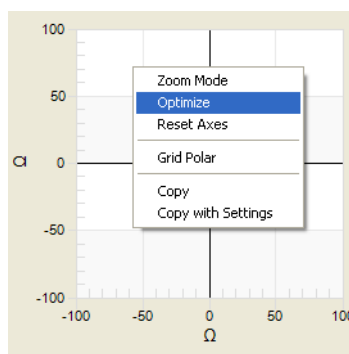 100
Zoom Mode
50
Optimize
Reset Axes
Ω
0
Grid Polar
Copy
Copy with Settings
-50
-100
-100 -50 0 50 100
Ω